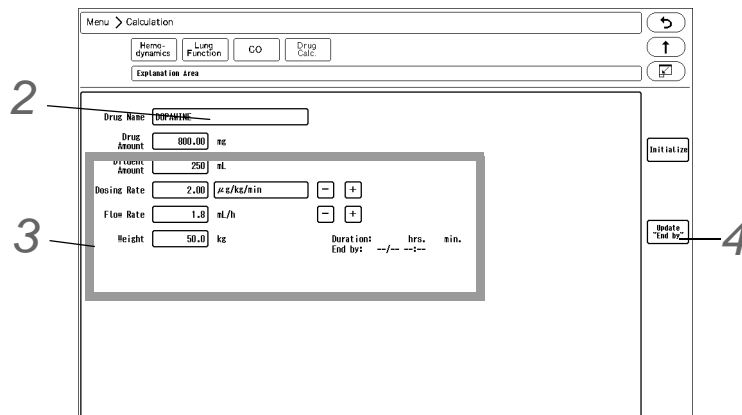 Menu > Calculation
Hemo-
dynamics
Lung
Function
CO
Drug
Calc.
Explanation Area
2
Drug Name DOPAMINE
Drug
Amount 800.00 mg
Initialize
Diluent
Amount 250 mL
Dosing Rate 2.00 μg/kg/min − +
Flow Rate 1.8 mL/h − +
3
Weight 50.0 kg Duration: hrs. min.
End by: --/-- --:--
Update
"End by"
4